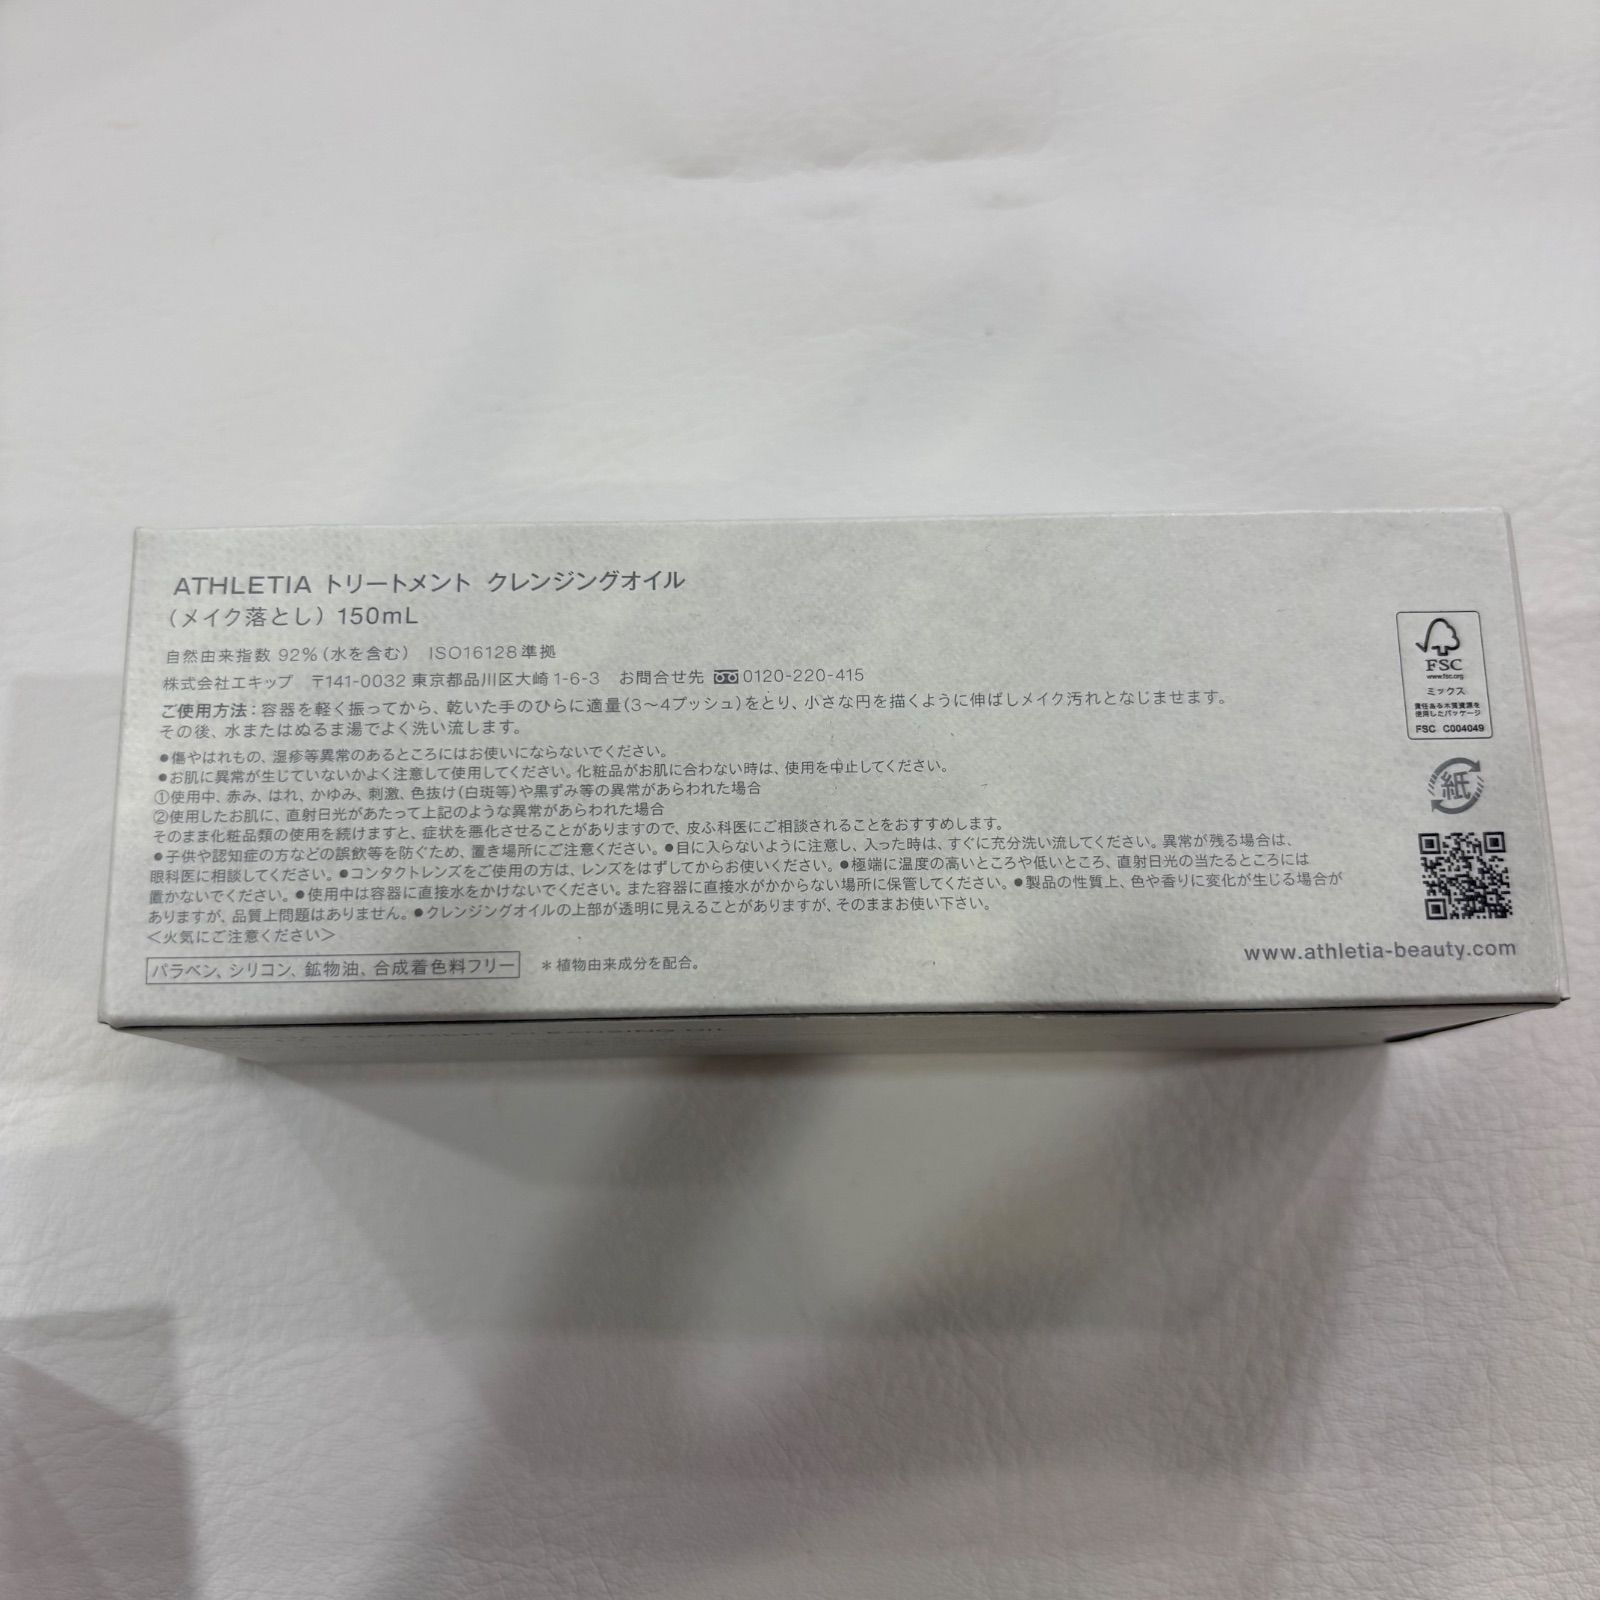 ATHLETIA トリートメント クレンジングオイル
(メイク落とし) 150mL
自然由来指数 92%(水を含む) ISO16128準拠
株式会社エキップ 〒141-0032 東京都品川区大崎1-6-3 お問合せ先 0120-220-415
ご使用方法:容器を軽く振ってから、乾いた手のひらに適量(3〜4プッシュ)をとり、小さな円を描くように伸ばしメイク汚れとなじませます。
その後、水またはぬるま湯でよく洗い流します。
●傷やはれもの、湿疹等異常のあるところにはお使いにならないでください。
●お肌に異常が生じていないかよく注意して使用してください。化粧品がお肌に合わない時は、使用を中止してください。
①使用中、赤み、はれ、かゆみ、刺激、色抜け(白斑等)や黒ずみ等の異常があらわれた場合
②使用したお肌に、直射日光があたって上記のような異常があらわれた場合
そのまま化粧品類の使用を続けますと、症状を悪化させることがありますので、皮ふ科医にご相談されることをおすすめします。
●子供や認知症の方などの誤飲等を防ぐため、置き場所にご注意ください。●目に入らないように注意し、入った時は、すぐに充分洗い流してください。異常が残る場合は、
眼科医に相談してください。●コンタクトレンズをご使用の方は、レンズをはずしてからお使いください。●極端に温度の高いところや低いところ、直射日光の当たるところには
置かないでください。●使用中は容器に直接水をかけないでください。また容器に直接水がかからない場所に保管してください。●製品の性質上、色や香りに変化が生じる場合が
ありますが、品質上問題はありません。●クレンジングオイルの上部が透明に見えることがありますが、そのままお使い下さい。
<火気にご注意ください>
パラベン、シリコン、鉱物油、合成着色料フリー *植物由来成分を配合。
FSC
www.fsc.org
ミックス
責任ある木質資源を
使用したパッケージ
FSC C004049
紙
www.athletia-beauty.com